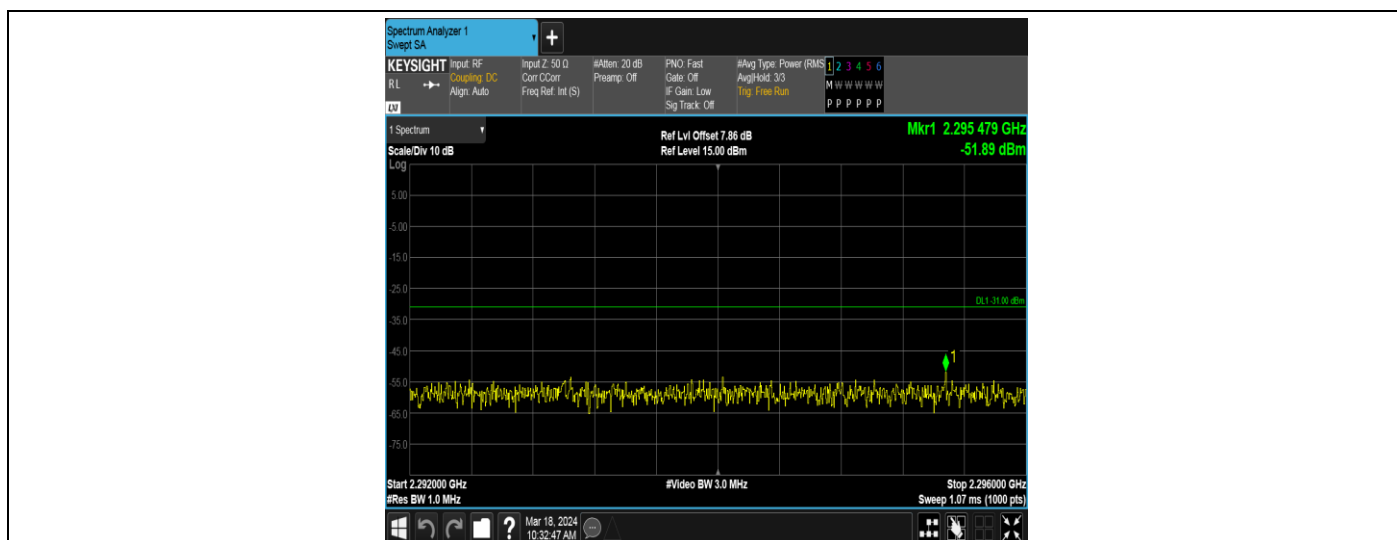 Spectrum Analyzer 1
Swept SA
+
KEYSIGHT
RL
LXI
Input: RF
Coupling: DC
Align: Auto
Input Z: 50 Ω
Corr CCorr
Freq Ref: Int (S)
#Atten: 20 dB
Preamp: Off
PNO: Fast
Gate: Off
IF Gain: Low
Sig Track: Off
#Avg Type: Power (RMS
Avg|Hold: 3/3
Trig: Free Run
1 2 3 4 5 6
M W W W W W
P P P P P P
1 Spectrum
Scale/Div 10 dB
Ref Lvl Offset 7.86 dB
Ref Level 15.00 dBm
Mkr1 2.295 479 GHz
-51.89 dBm
Log
5.00
-5.00
-15.0
-25.0
DL1 -31.00 dBm
-35.0
-45.0
1
-55.0
-65.0
-75.0
Start 2.292000 GHz
#Video BW 3.0 MHz
Stop 2.296000 GHz
#Res BW 1.0 MHz
Sweep 1.07 ms (1000 pts)
?
Mar 18, 2024
10:32:47 AM